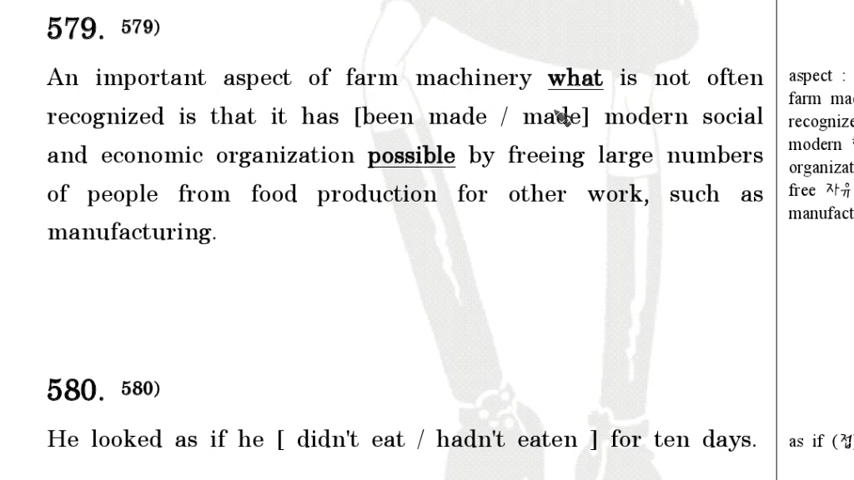 579. 579)
An important aspect of farm machinery what is not often
recognized is that it has [been made / made] modern social
and economic organization possible by freeing large numbers
of people from food production for other work, such as
manufacturing.
580. 580)
He looked as if he [ didn't eat / hadn't eaten ] for ten days.
aspect :
farm
modern
free 자유
as if